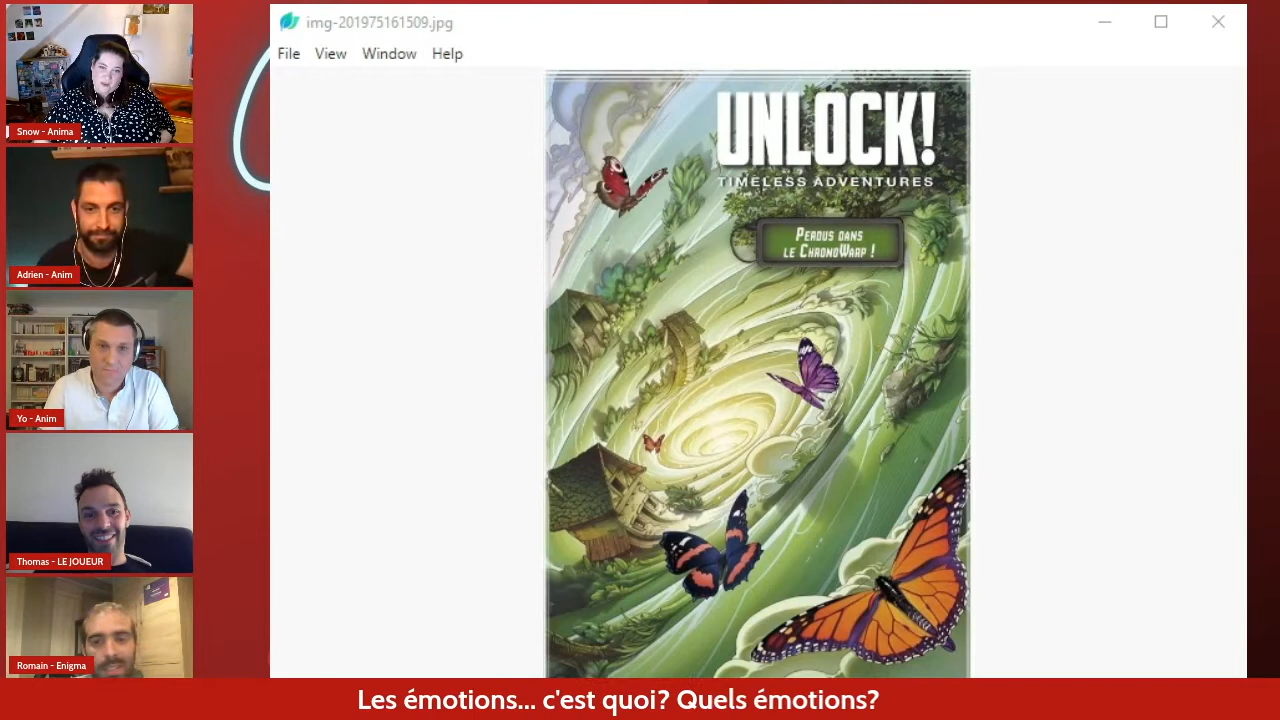 img-201975161509.jpg
File View Window Help
UNLOCK!
TIMELESS ADVENTURES
PERDUS DANS
LE CHRONOWARP !
Snow - Anima
Adrien - Anim
Yo - Anim
Thomas - LE JOUEUR
Romain - Enigma
Les émotions... c'est quoi? Quels émotions?